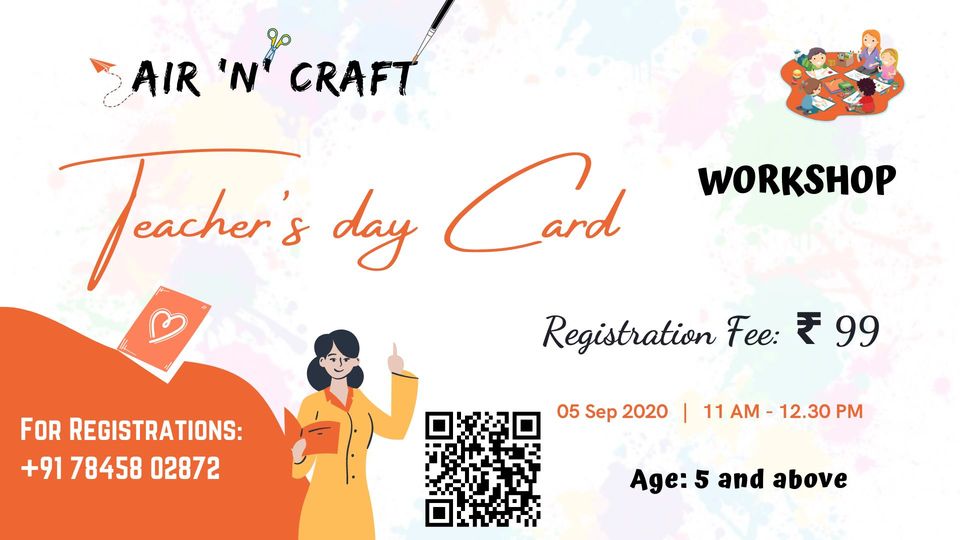 AIR 'N' CRAFT
Teacher's day Card
WORKSHOP
Registration Fee: ₹ 99
05 Sep 2020 | 11 AM - 12.30 PM
Age: 5 and above
For Registrations:
+91 78458 02872